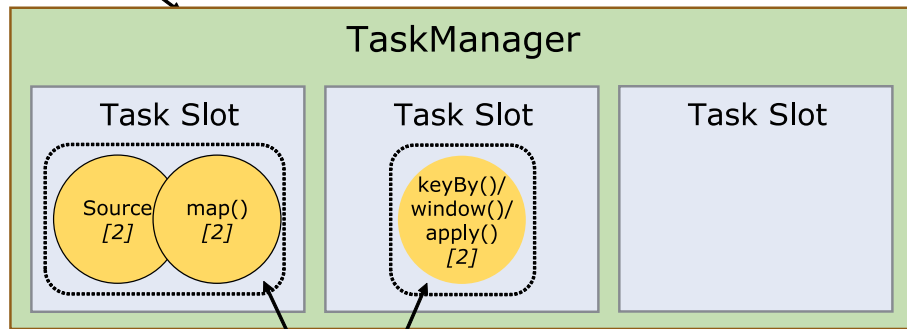 TaskManager
Task Slot
Source
[2]
map()
[2]
Task Slot
keyBy()/
window()/
apply()
[2]
Task Slot